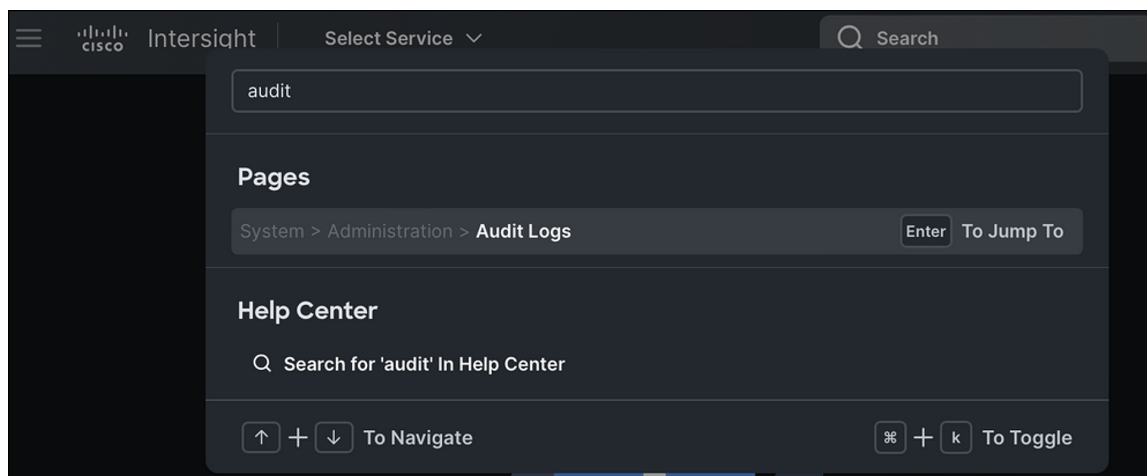 CISCO Intersight Select Service Search
audit
Pages
System > Administration > Audit Logs Enter To Jump To
Help Center
Search for 'audit' In Help Center
↑ + ↓ To Navigate ⌘ + k To Toggle